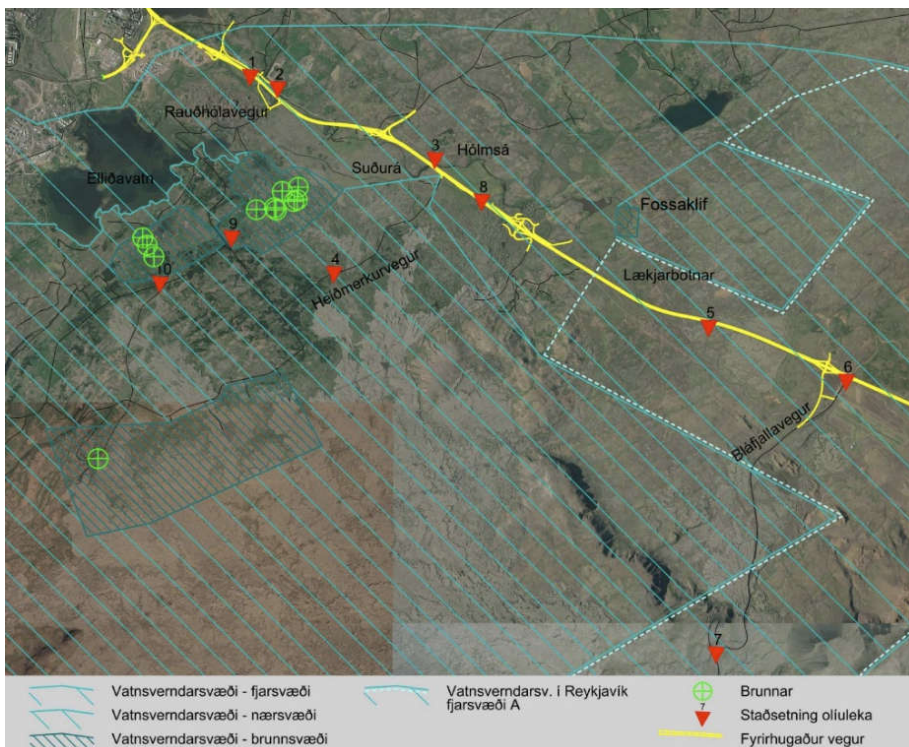 1
2
Rauðhólavegur
3
Hólmsá
Suðurá
Elliðavatn
8
Fossaklif
9
4
Heiðmerkurvegur
Lækjarbotnar
10
5
6
Bláfjallavegur
7
Vatnsverndarsvæði - fjarsvæði
Vatnsverndarsvæði - nærsvæði
Vatnsverndarsvæði - brunnsvæði
Vatnsverndarsv. í Reykjavík
fjarsvæði A
Brunnar
7
Staðsetning olíuleka
Fyrirhugaður vegur